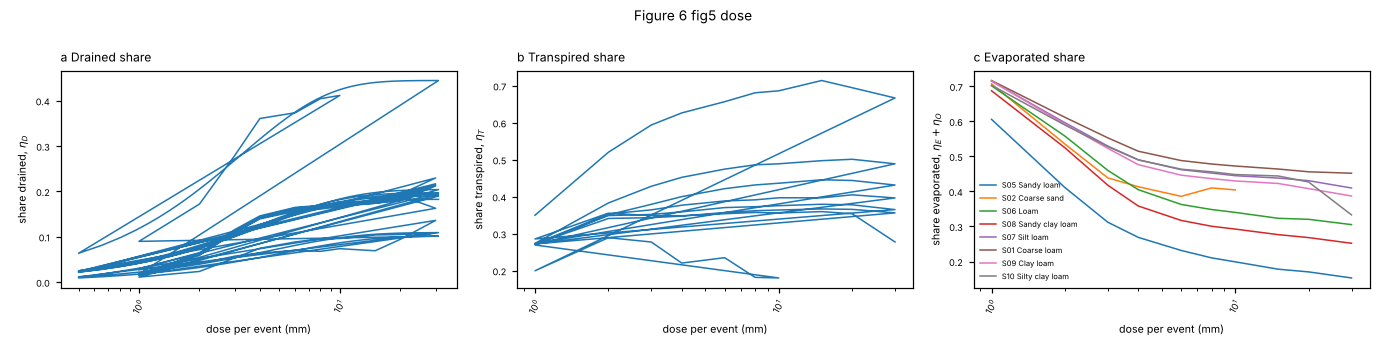 Figure 6 fig5 dose
a Drained share
share drained, η_D
0.4
0.3
0.2
0.1
0.0
10⁰
10¹
dose per event (mm)
b Transpired share
share transpired, η_T
0.7
0.6
0.5
0.4
0.3
0.2
10⁰
10¹
dose per event (mm)
c Evaporated share
share evaporated, η_E + η_O
0.7
0.6
0.5
0.4
0.3
0.2
S05 Sandy loam
S02 Coarse sand
S06 Loam
S08 Sandy clay loam
S07 Silt loam
S01 Coarse loam
S09 Clay loam
S10 Silty clay loam
10⁰
10¹
dose per event (mm)